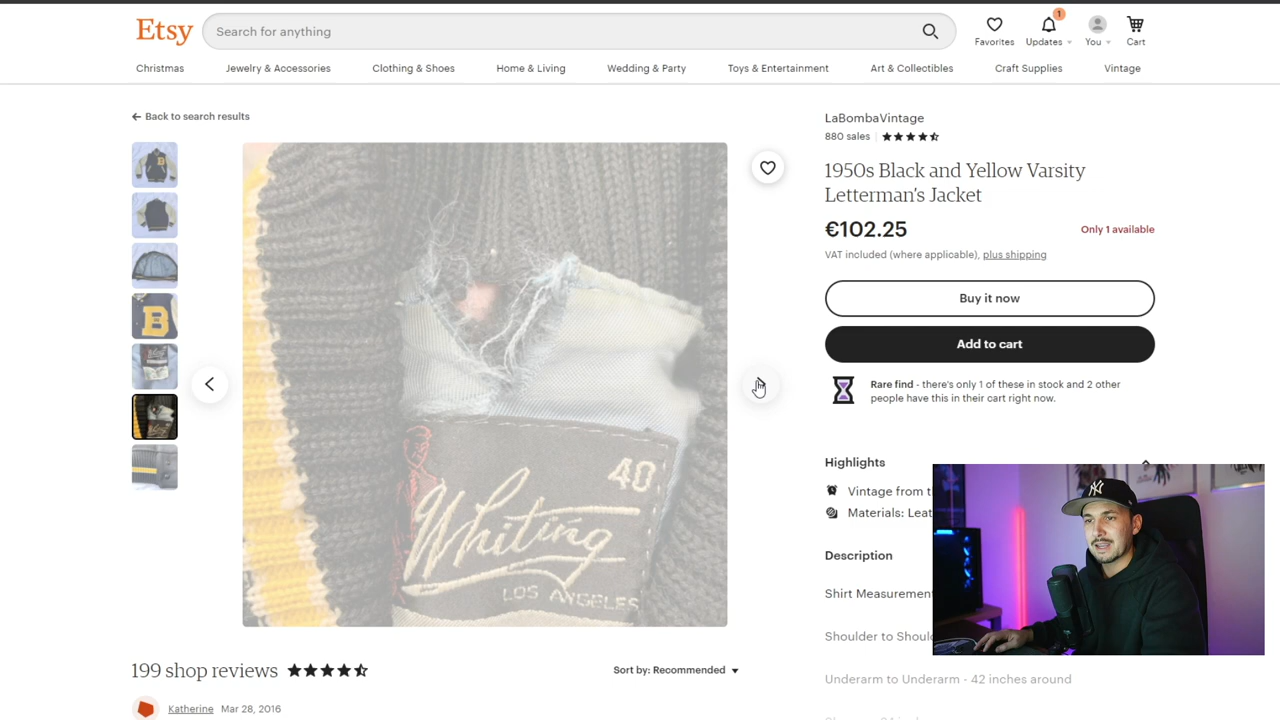 Etsy
Search for anything
1
Favorites
Updates
You
Cart
Christmas
Jewelry & Accessories
Clothing & Shoes
Home & Living
Wedding & Party
Toys & Entertainment
Art & Collectibles
Craft Supplies
Vintage
Back to search results
LaBombaVintage
880 sales
1950s Black and Yellow Varsity
Letterman's Jacket
€102.25
Only 1 available
VAT included (where applicable), plus shipping
Buy it now
Add to cart
Rare find - there's only 1 of these in stock and 2 other
people have this in their cart right now.
B
40
Whiting
LOS ANGELES
Highlights
Vintage from t
Materials: Leat
Description
Shirt Measuremen
Shoulder to Shoul
Underarm to Underarm - 42 inches around
199 shop reviews
Sort by: Recommended
Katherine Mar 28, 2016